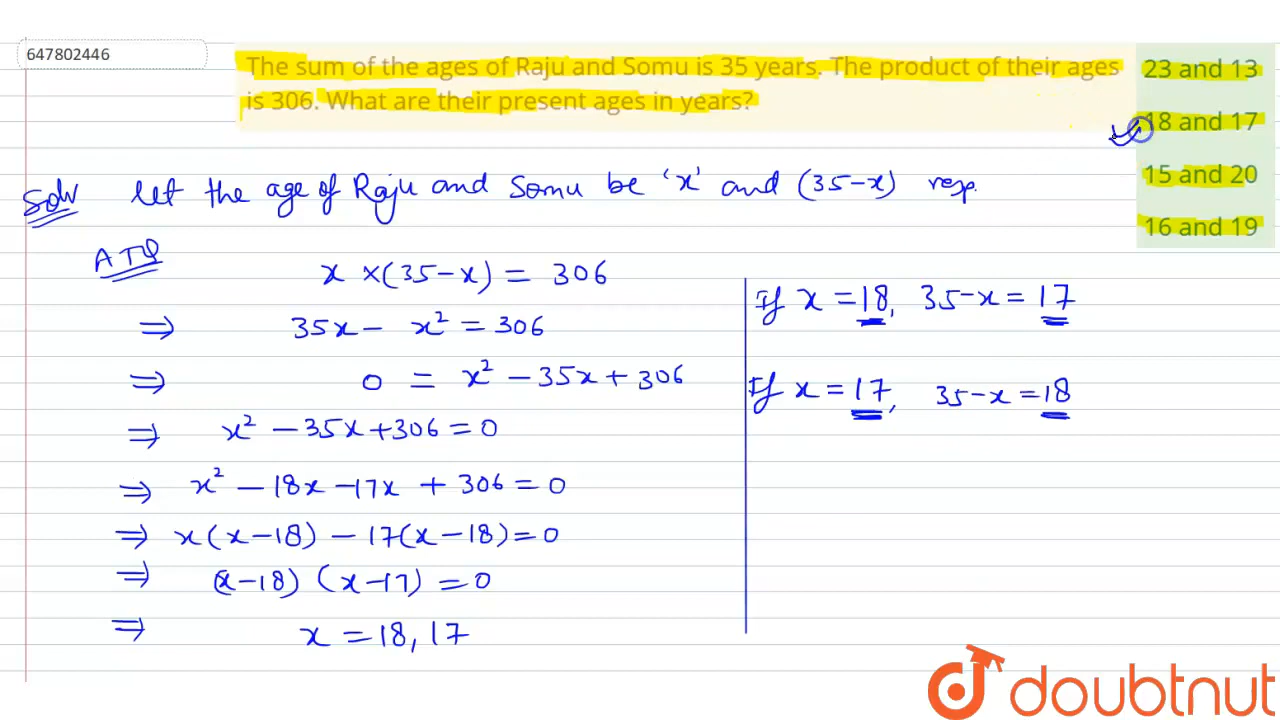 647802446
The sum of the ages of Raju and Somu is 35 years. The product of their ages
is 306. What are their present ages in years?
23 and 13
18 and 17
15 and 20
16 and 19
Solⁿ let the age of Raju and Somu be 'x' and (35-x) resp.
ATQ
x ×(35-x) = 306
⇒ 35x - x² = 306
⇒ 0 = x² - 35x + 306
⇒ x² - 35x + 306 = 0
⇒ x² - 18x - 17x + 306 = 0
⇒ x(x-18) - 17(x-18) = 0
⇒ (x-18) (x-17) = 0
⇒ x = 18, 17
If x = 18, 35-x = 17
If x = 17, 35-x = 18
doubtnut